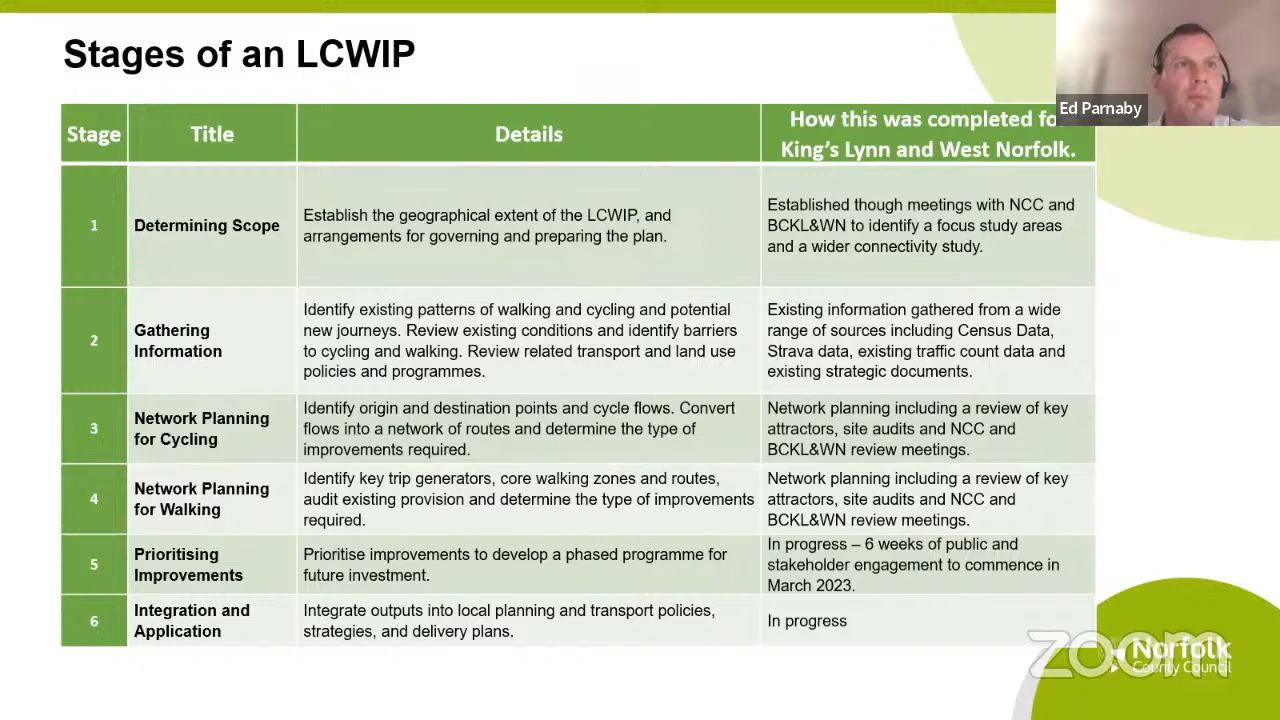 Stages of an LCWIP
Ed Parnaby
Stage
Title
Details
How this was completed fo
King's Lynn and West Norfolk.
1
Determining Scope
Establish the geographical extent of the LCWIP, and
arrangements for governing and preparing the plan.
Established though meetings with NCC and
BCKL&WN to identify a focus study areas
and a wider connectivity study.
2
Gathering
Information
Identify existing patterns of walking and cycling and potential
new journeys. Review existing conditions and identify barriers
to cycling and walking. Review related transport and land use
policies and programmes.
Existing information gathered from a wide
range of sources including Census Data,
Strava data, existing traffic count data and
existing strategic documents.
3
Network Planning
for Cycling
Identify origin and destination points and cycle flows. Convert
flows into a network of routes and determine the type of
improvements required.
Network planning including a review of key
attractors, site audits and NCC and
BCKL&WN review meetings.
4
Network Planning
for Walking
Identify key trip generators, core walking zones and routes,
audit existing provision and determine the type of improvements
required.
Network planning including a review of key
attractors, site audits and NCC and
BCKL&WN review meetings.
5
Prioritising
Improvements
Prioritise improvements to develop a phased programme for
future investment.
In progress – 6 weeks of public and
stakeholder engagement to commence in
March 2023.
6
Integration and
Application
Integrate outputs into local planning and transport policies,
strategies, and delivery plans.
In progress
zoom
Norfolk
County Council